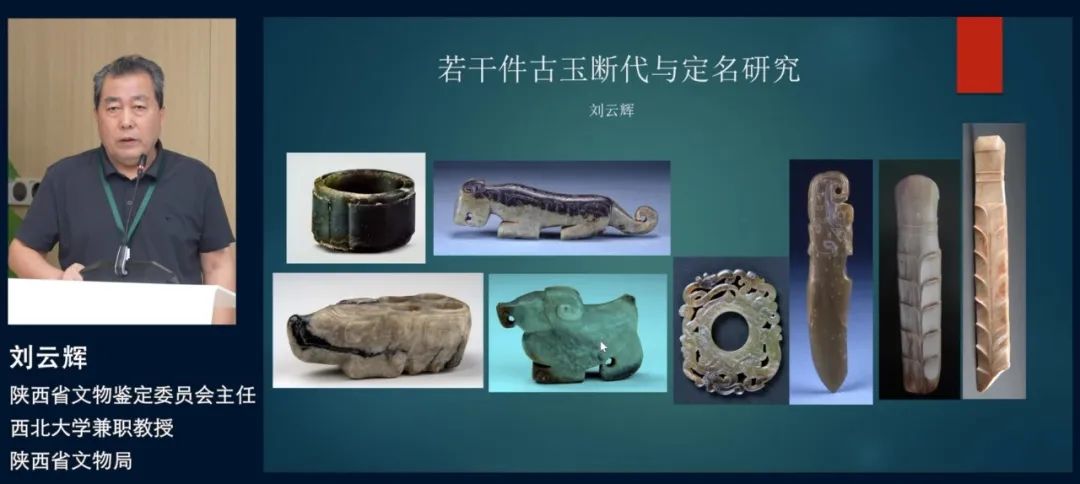 若干件古玉断代与定名研究
刘云辉
刘云辉
陕西省文物鉴定委员会主任
西北大学兼职教授
陕西省文物局